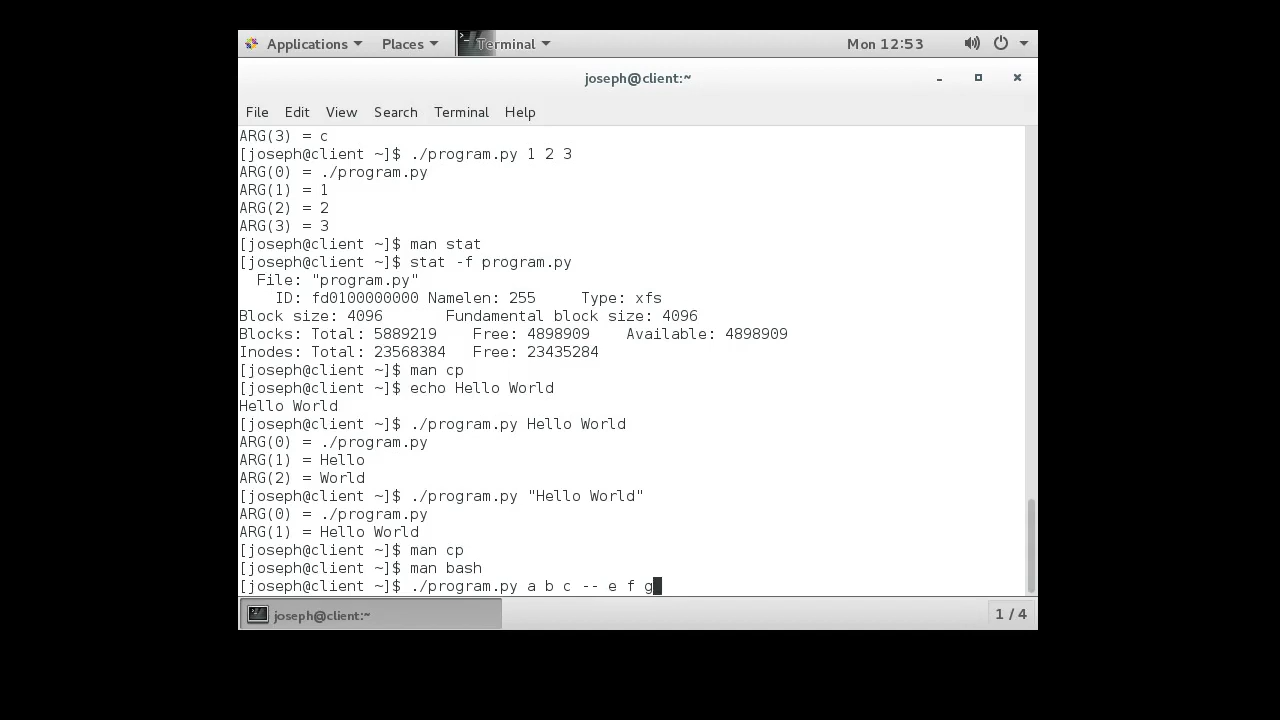 Applications Places Terminal Mon 12:53
joseph@client:~
File Edit View Search Terminal Help
ARG(3) = c
[joseph@client ~]$ ./program.py 1 2 3
ARG(0) = ./program.py
ARG(1) = 1
ARG(2) = 2
ARG(3) = 3
[joseph@client ~]$ man stat
[joseph@client ~]$ stat -f program.py
  File: "program.py"
    ID: fd0100000000 Namelen: 255     Type: xfs
Block size: 4096       Fundamental block size: 4096
Blocks: Total: 5889219    Free: 4898909    Available: 4898909
Inodes: Total: 23568384   Free: 23435284
[joseph@client ~]$ man cp
[joseph@client ~]$ echo Hello World
Hello World
[joseph@client ~]$ ./program.py Hello World
ARG(0) = ./program.py
ARG(1) = Hello
ARG(2) = World
[joseph@client ~]$ ./program.py "Hello World"
ARG(0) = ./program.py
ARG(1) = Hello World
[joseph@client ~]$ man cp
[joseph@client ~]$ man bash
[joseph@client ~]$ ./program.py a b c -- e f g
joseph@client:~ 1 / 4